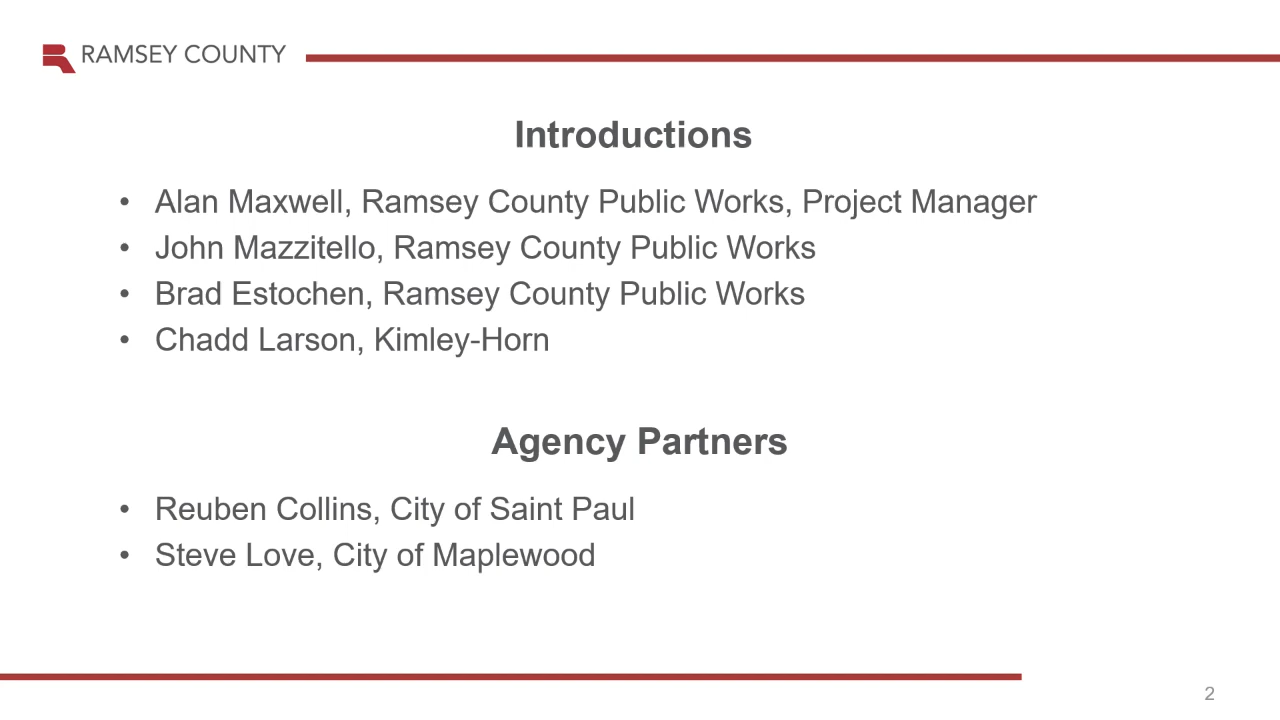 RAMSEY COUNTY
Introductions
• Alan Maxwell, Ramsey County Public Works, Project Manager
• John Mazzitello, Ramsey County Public Works
• Brad Estochen, Ramsey County Public Works
• Chadd Larson, Kimley-Horn
Agency Partners
• Reuben Collins, City of Saint Paul
• Steve Love, City of Maplewood
2